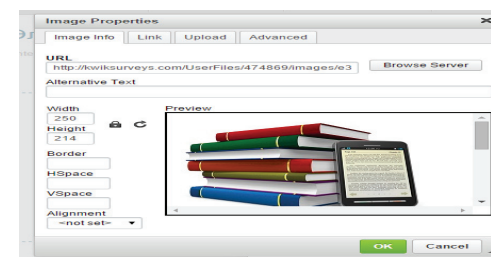 Image Properties
Image Info Link Upload Advanced
URL
http://kwiksurveys.com/UserFiles/474869/images/e3
Browse Server
Alternative Text
Width
250
Height
214
Border
HSpace
VSpace
Alignment
<not set>
Preview
OK Cancel